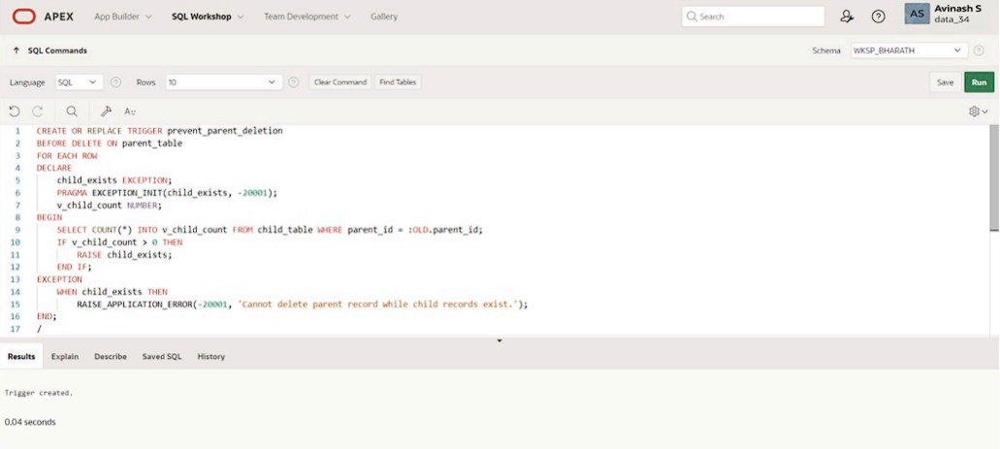 APEX App Builder SQL Workshop Team Development Gallery Search AS Avinash S
data_34
↑ SQL Commands Schema WKSP_BHARATH
Language SQL Rows 10 Clear Command Find Tables Save Run
A::
1 CREATE OR REPLACE TRIGGER prevent_parent_deletion
2 BEFORE DELETE ON parent_table
3 FOR EACH ROW
4 DECLARE
5 child_exists EXCEPTION;
6 PRAGMA EXCEPTION_INIT(child_exists, -20001);
7 v_child_count NUMBER;
8 BEGIN
9 SELECT COUNT(*) INTO v_child_count FROM child_table WHERE parent_id = :OLD.parent_id;
10 IF v_child_count > 0 THEN
11 RAISE child_exists;
12 END IF;
13 EXCEPTION
14 WHEN child_exists THEN
15 RAISE_APPLICATION_ERROR(-20001, 'Cannot delete parent record while child records exist.');
16 END;
17 /
Results Explain Describe Saved SQL History
Trigger created.
0.04 seconds